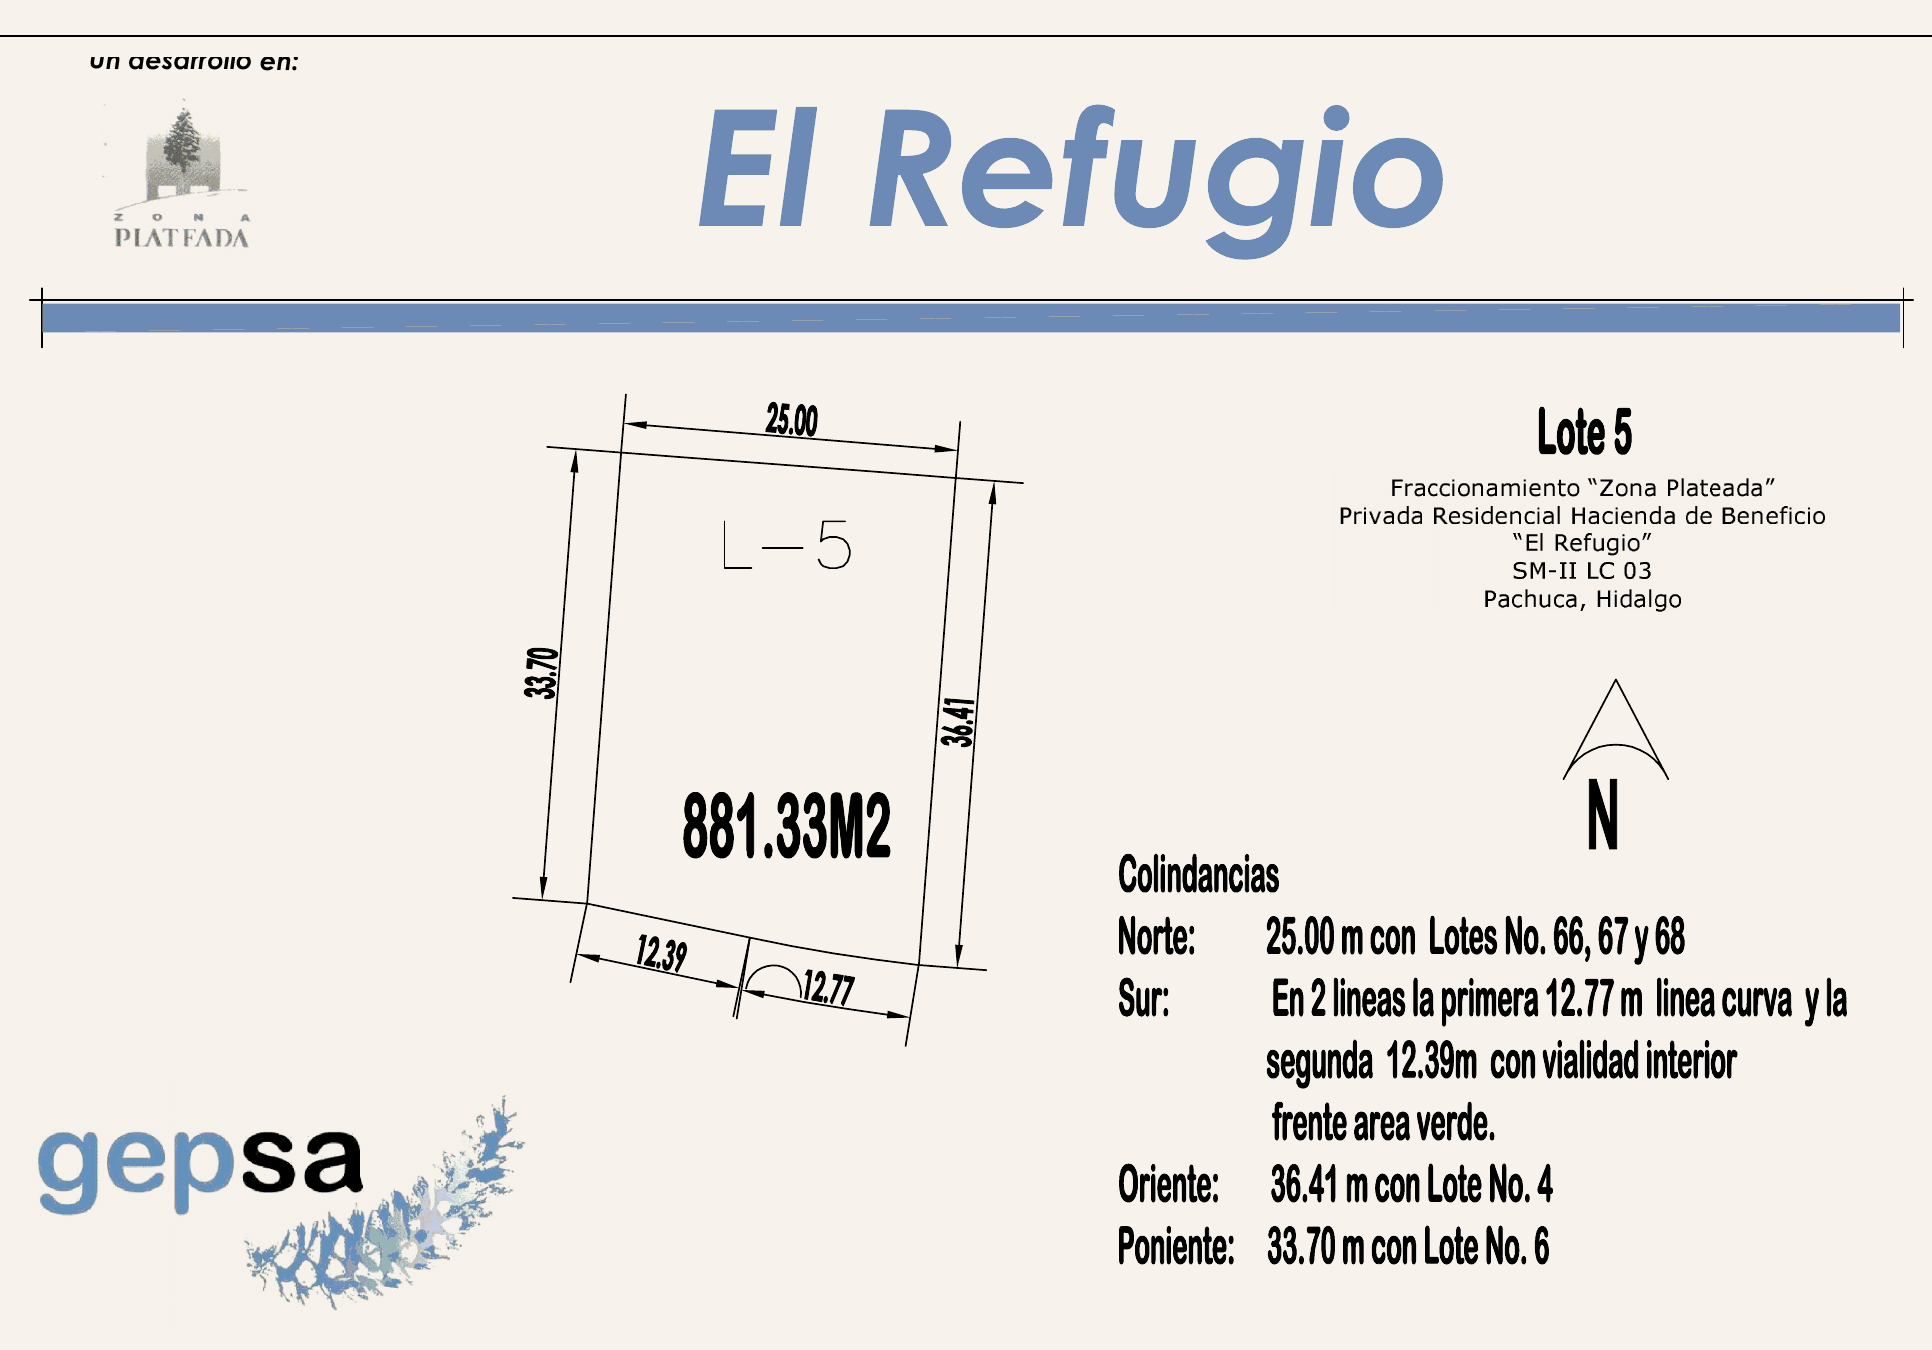 Un desarrollo en:
ZONA
PLATEADA
El Refugio
25.00
L-5
33.70
36.41
881.33M2
12.39
12.77
Lote 5
Fraccionamiento “Zona Plateada”
Privada Residencial Hacienda de Beneficio
“El Refugio”
SM-II LC 03
Pachuca, Hidalgo
N
Colindancias
Norte: 25.00 m con Lotes No. 66, 67 y 68
Sur: En 2 lineas la primera 12.77 m linea curva y la
segunda 12.39m con vialidad interior
frente area verde.
Oriente: 36.41 m con Lote No. 4
Poniente: 33.70 m con Lote No. 6
gepsa